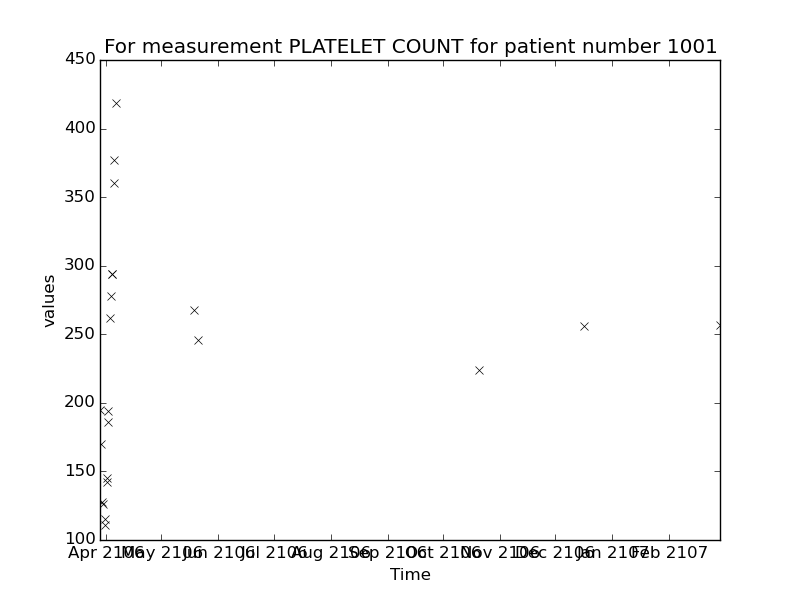 For measurement PLATELET COUNT for patient number 1001
450
400
350
300
250
200
150
100
values
Apr 2106 May 2106 Jun 2106 Jul 2106 Aug 2106 Sep 2106 Oct 2106 Nov 2106 Dec 2106 Jan 2107 Feb 2107
Time